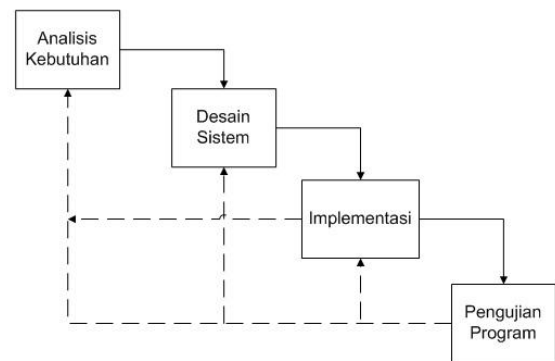 Analisis
Kebutuhan
Desain
Sistem
Implementasi
Pengujian
Program